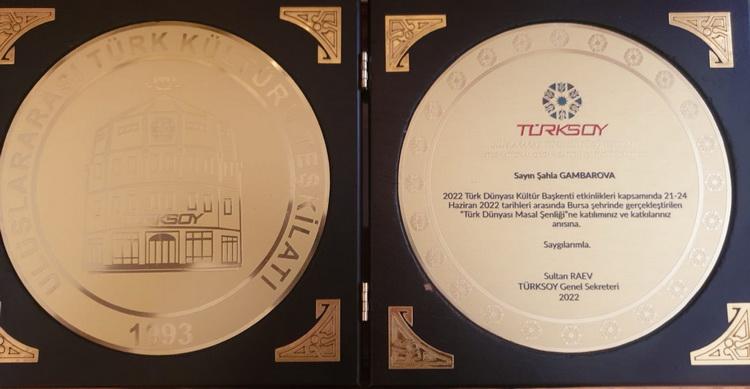 ULUSLARARASI TÜRK KÜLTÜR TEŞKİLATI
TÜRKSOY
1993
TÜRKSOY
Sayın Şahla GAMBAROVA
2022 Türk Dünyası Kültür Başkenti etkinlikleri kapsamında 21-24
Haziran 2022 tarihleri arasında Bursa şehrinde gerçekleştirilen
"Türk Dünyası Masal Şenliği"ne katılımınız ve katkılarınız
anısına.
Saygılarımla.
Sultan RAEV
TÜRKSOY Genel Sekreteri
2022